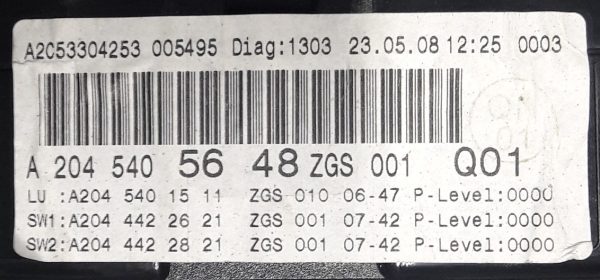 A2C53304253 005495 Diag:1303 23.05.08 12:25 0003
A 204 540 56 48 ZGS 001 Q01
LU :A204 540 15 11 ZGS 010 06-47 P-Level:0000
SW1:A204 442 26 21 ZGS 001 07-42 P-Level:0000
SW2:A204 442 28 21 ZGS 001 07-42 P-Level:0000